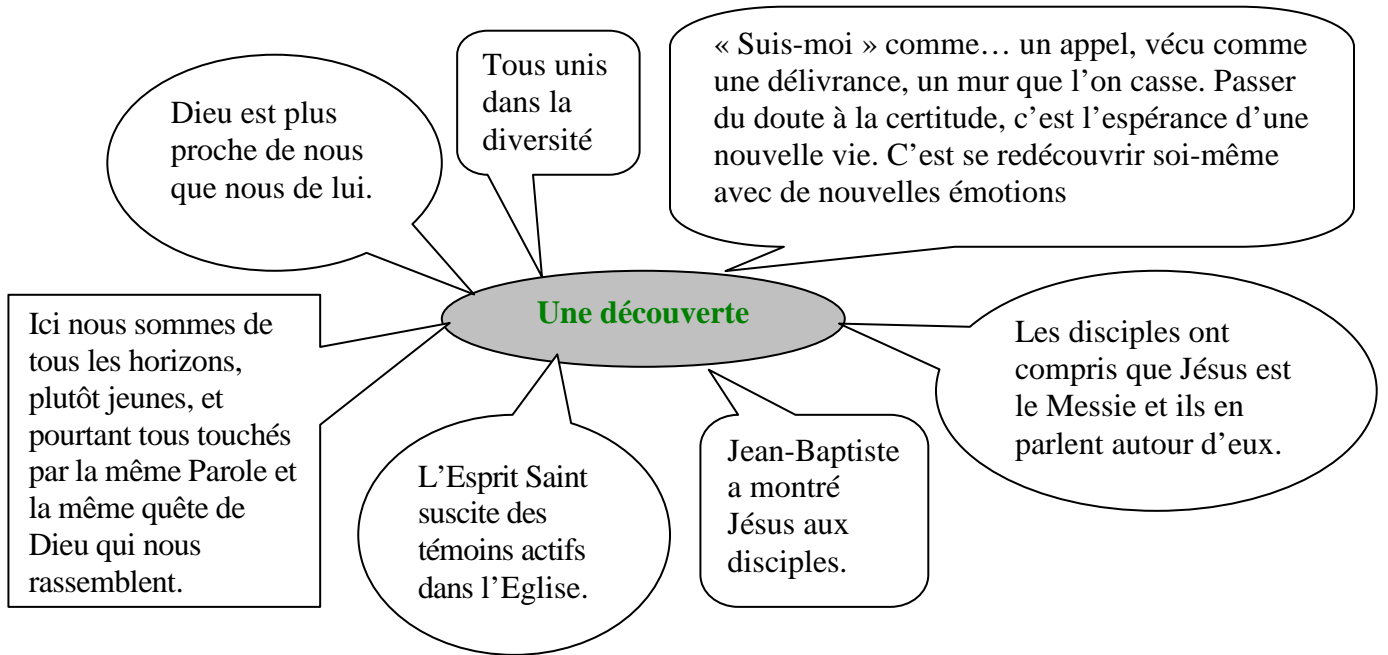 « Suis-moi » comme… un appel, vécu comme
une délivrance, un mur que l’on casse. Passer
du doute à la certitude, c’est l’espérance d’une
nouvelle vie. C’est se redécouvrir soi-même
avec de nouvelles émotions
Tous unis
dans la
diversité
Dieu est plus
proche de nous
que nous de lui.
Une découverte
Ici nous sommes de
tous les horizons,
plutôt jeunes, et
pourtant tous touchés
par la même Parole et
la même quête de
Dieu qui nous
rassemblent.
Les disciples ont
compris que Jésus est
le Messie et ils en
parlent autour d’eux.
L’Esprit Saint
suscite des
témoins actifs
dans l’Eglise.
Jean-Baptiste
a montré
Jésus aux
disciples.